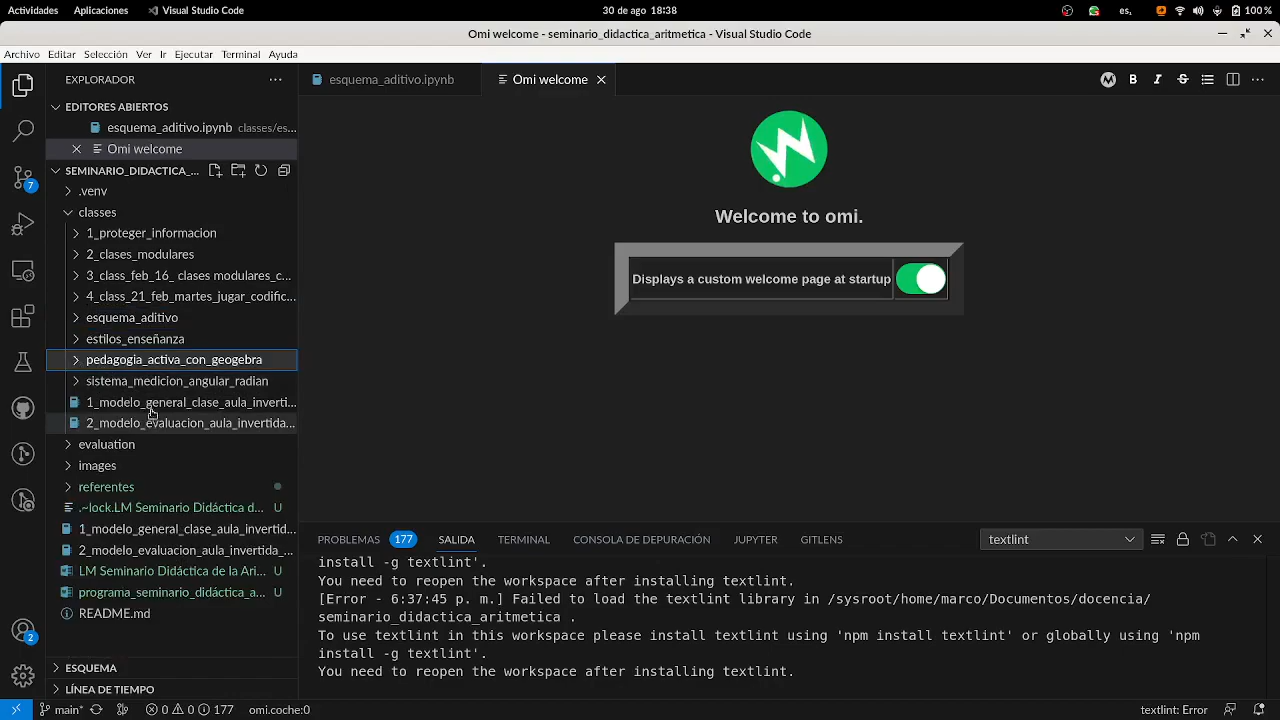 Actividades Aplicaciones Visual Studio Code 30 de ago 18:38 es, 100 %
Omi welcome - seminario_didactica_aritmetica - Visual Studio Code
Archivo Editar Selección Ver Ir Ejecutar Terminal Ayuda
EXPLORADOR
esquema_aditivo.ipynb
Omi welcome
EDITORES ABIERTOS
esquema_aditivo.ipynb classes/es...
Omi welcome
SEMINARIO_DIDACTICA_...
.venv
classes
1_proteger_informacion
2_clases_modulares
3_class_feb_16_ clases modulares_c...
4_class_21_feb_martes_jugar_codific...
esquema_aditivo
estilos_enseñanza
pedagogia_activa_con_geogebra
sistema_medicion_angular_radian
1_modelo_general_clase_aula_inverti...
2_modelo_evaluacion_aula_invertida...
evaluation
images
referentes
.~lock.LM Seminario Didáctica d... U
1_modelo_general_clase_aula_invertid...
2_modelo_evaluacion_aula_invertida_...
LM Seminario Didáctica de la Ari... U
programa_seminario_didáctica_a... U
README.md
ESQUEMA
LÍNEA DE TIEMPO
7
2
Welcome to omi.
Displays a custom welcome page at startup
PROBLEMAS 177 SALIDA TERMINAL CONSOLA DE DEPURACIÓN JUPYTER GITLENS textlint
install -g textlint'.
You need to reopen the workspace after installing textlint.
[Error - 6:37:45 p. m.] Failed to load the textlint library in /sysroot/home/marco/Documentos/docencia/
seminario_didactica_aritmetica .
To use textlint in this workspace please install textlint using 'npm install textlint' or globally using 'npm
install -g textlint'.
You need to reopen the workspace after installing textlint.
main* 0 0 177 omi.coche:0 textlint: Error